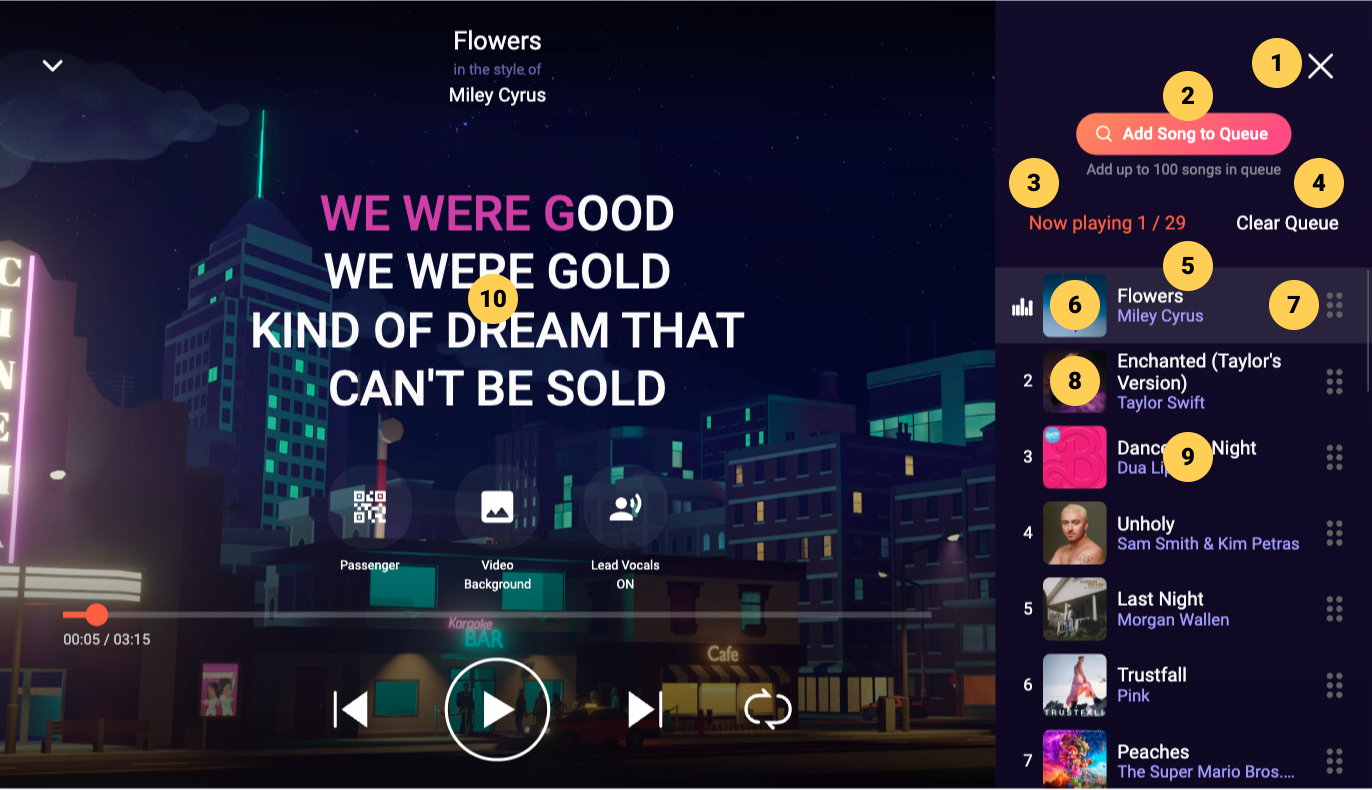 Flowers
in the style of
Miley Cyrus
WE WERE GOOD
WE WERE GOLD
KIND OF DREAM THAT
CAN'T BE SOLD
10
Passenger
Video
Background
Lead Vocals
ON
00:05 / 03:15
CINEMA
Karaoke
BAR
Cafe
1
2
Add Song to Queue
Add up to 100 songs in queue
3
4
Now playing 1 / 29
Clear Queue
5
6
Flowers
Miley Cyrus
7
2
8
Enchanted (Taylor's
Version)
Taylor Swift
3
Dance Night
Dua Lip
9
4
Unholy
Sam Smith & Kim Petras
5
Last Night
Morgan Wallen
6
TRUSTFALL
Trustfall
Pink
7
Peaches
The Super Mario Bros....